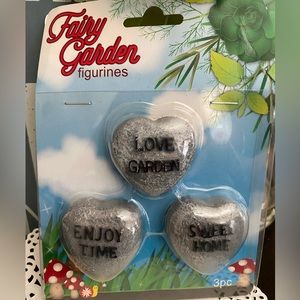 Fairy
Garden
figurines
LOVE
GARDEN
ENJOY
TIME
SWEET
HOME
3pc